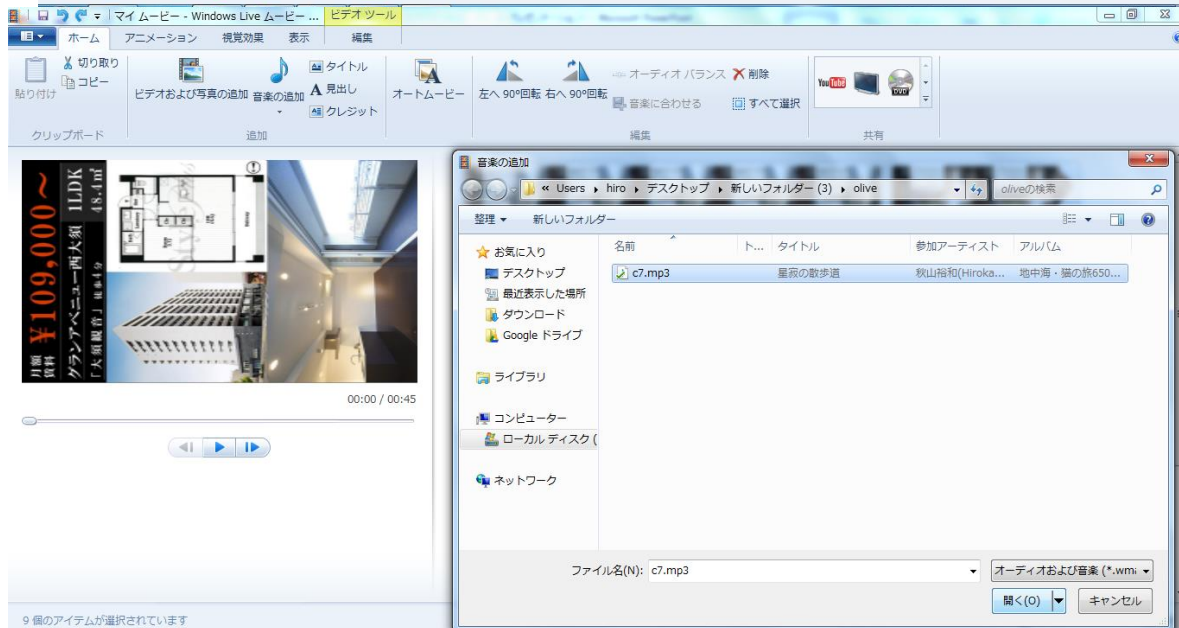 マイ ムービー - Windows Live ムービー ...
ビデオ ツール
ホーム
アニメーション
視覚効果
表示
編集
貼り付け
切り取り
コピー
クリップボード
ビデオおよび写真の追加
音楽の追加
タイトル
見出し
クレジット
追加
オートムービー
左へ 90°回転
右へ 90°回転
オーディオ バランス
音楽に合わせる
削除
すべて選択
編集
YouTube
DVD
共有
月額賃料 ¥109,000~
グランアベニュー西大須 1LDK
「大須観音」徒歩4分 48.4㎡
00:00 / 00:45
9 個のアイテムが選択されています
音楽の追加
« Users ▸ hiro ▸ デスクトップ ▸ 新しいフォルダー (3) ▸ olive
oliveの検索
整理
新しいフォルダー
お気に入り
デスクトップ
最近表示した場所
ダウンロード
Google ドライブ
ライブラリ
コンピューター
ローカル ディスク (
ネットワーク
名前 ト... タイトル 参加アーティスト アルバム
c7.mp3 星寂の散歩道 秋山裕和(Hiroka... 地中海・猫の旅650...
ファイル名(N): c7.mp3
オーディオおよび音楽 (*.wm
開く(O)
キャンセル